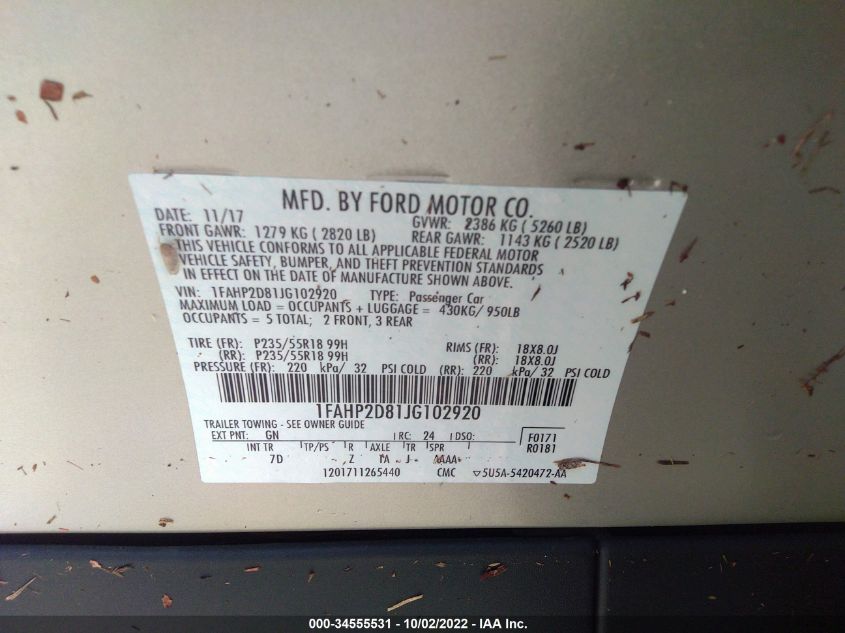 MFD. BY FORD MOTOR CO.
DATE: 11/17 GVWR: 2386 KG ( 5260 LB)
FRONT GAWR: 1279 KG ( 2820 LB) REAR GAWR: 1143 KG ( 2520 LB)
THIS VEHICLE CONFORMS TO ALL APPLICABLE FEDERAL MOTOR
VEHICLE SAFETY, BUMPER, AND THEFT PREVENTION STANDARDS
IN EFFECT ON THE DATE OF MANUFACTURE SHOWN ABOVE.
VIN: 1FAHP2D81JG102920 TYPE: Passenger Car
MAXIMUM LOAD = OCCUPANTS + LUGGAGE = 430KG/ 950LB
OCCUPANTS = 5 TOTAL; 2 FRONT, 3 REAR
TIRE (FR): P235/55R18 99H RIMS (FR): 18X8.0J
(RR): P235/55R18 99H (RR): 18X8.0J
PRESSURE (FR): 220 kPa/ 32 PSI COLD (RR): 220 kPa/ 32 PSI COLD
1FAHP2D81JG102920
TRAILER TOWING - SEE OWNER GUIDE
EXT PNT: GN RC: 24 DSO: F0171
INT TR TP/PS R AXLE TR SPR R0181
7D Z TA J AAAA
1201711265440 CMC 5U5A-5420472-AA
000-34555531 - 10/02/2022 - IAA Inc.